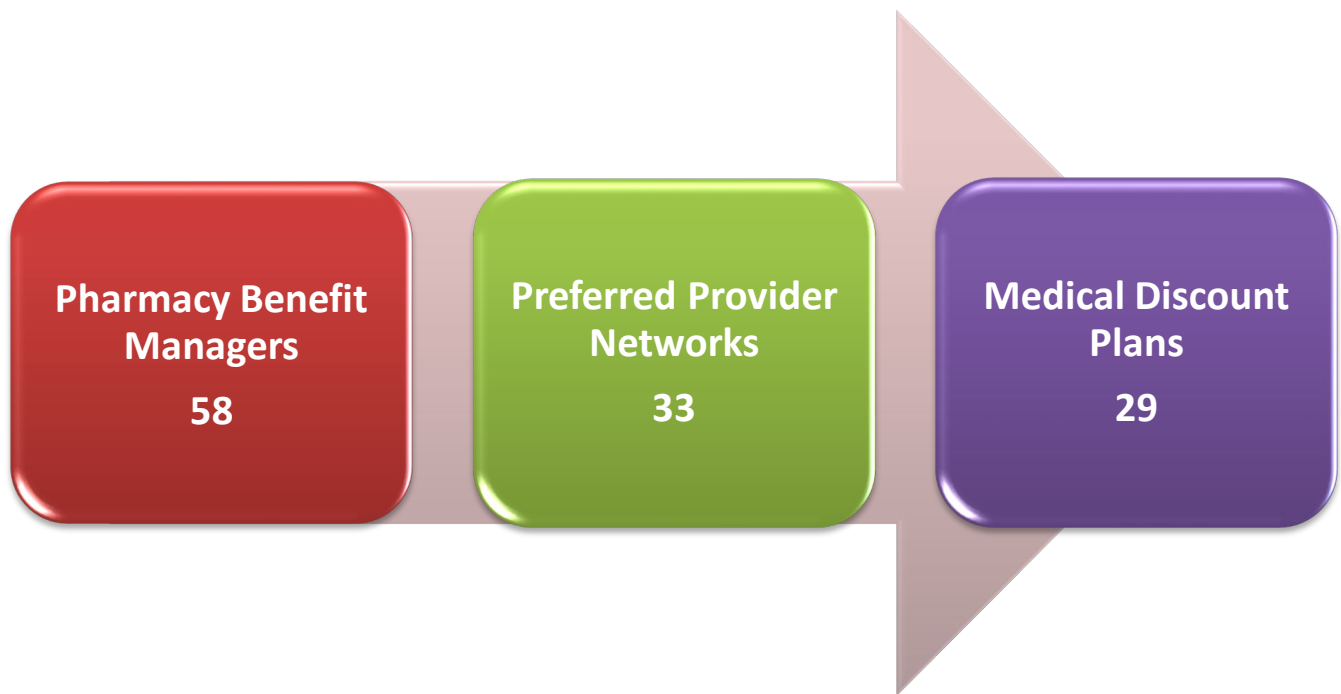 Pharmacy Benefit
Managers
58
Preferred Provider
Networks
33
Medical Discount
Plans
29